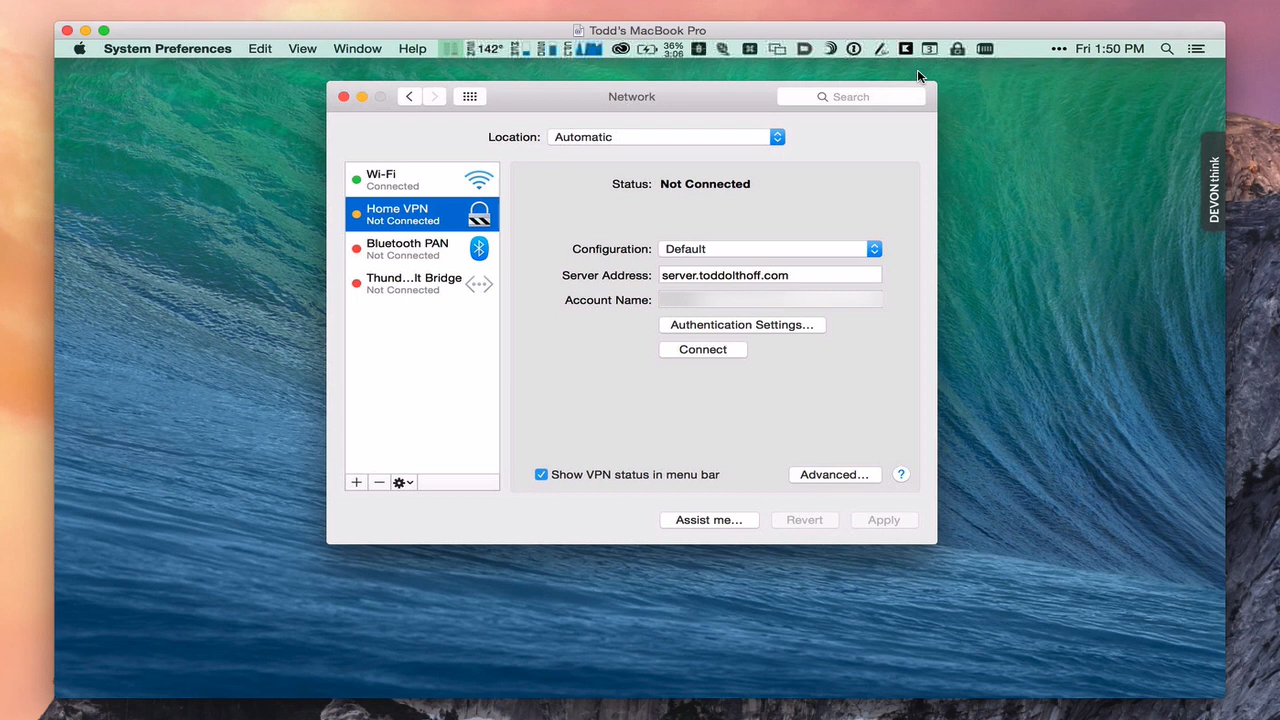 Todd's MacBook Pro
System Preferences Edit View Window Help 142° 36% 3:06 3 ••• Fri 1:50 PM
Network
Search
Location: Automatic
Wi-Fi
Connected
Home VPN
Not Connected
Bluetooth PAN
Not Connected
Thund...lt Bridge
Not Connected
Status: Not Connected
Configuration: Default
Server Address: server.toddolthoff.com
Account Name:
Authentication Settings...
Connect
Show VPN status in menu bar
Advanced...
?
Assist me...
Revert
Apply
DEVONthink